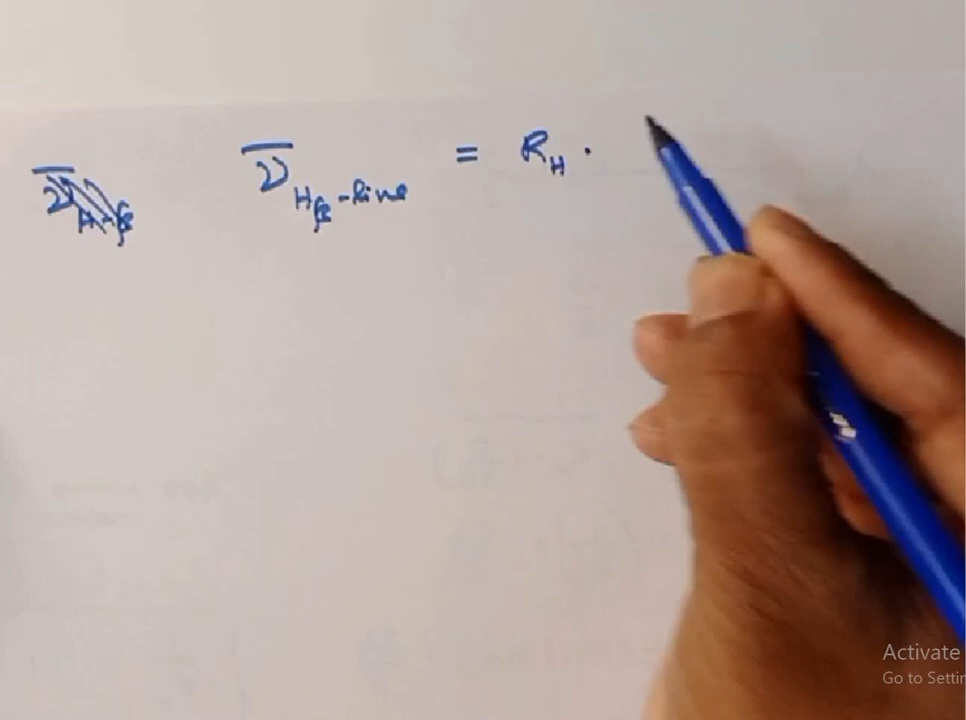 ν̅ H-β ν̅ Hβ-line = R_H ·
Activate
Go to Settin